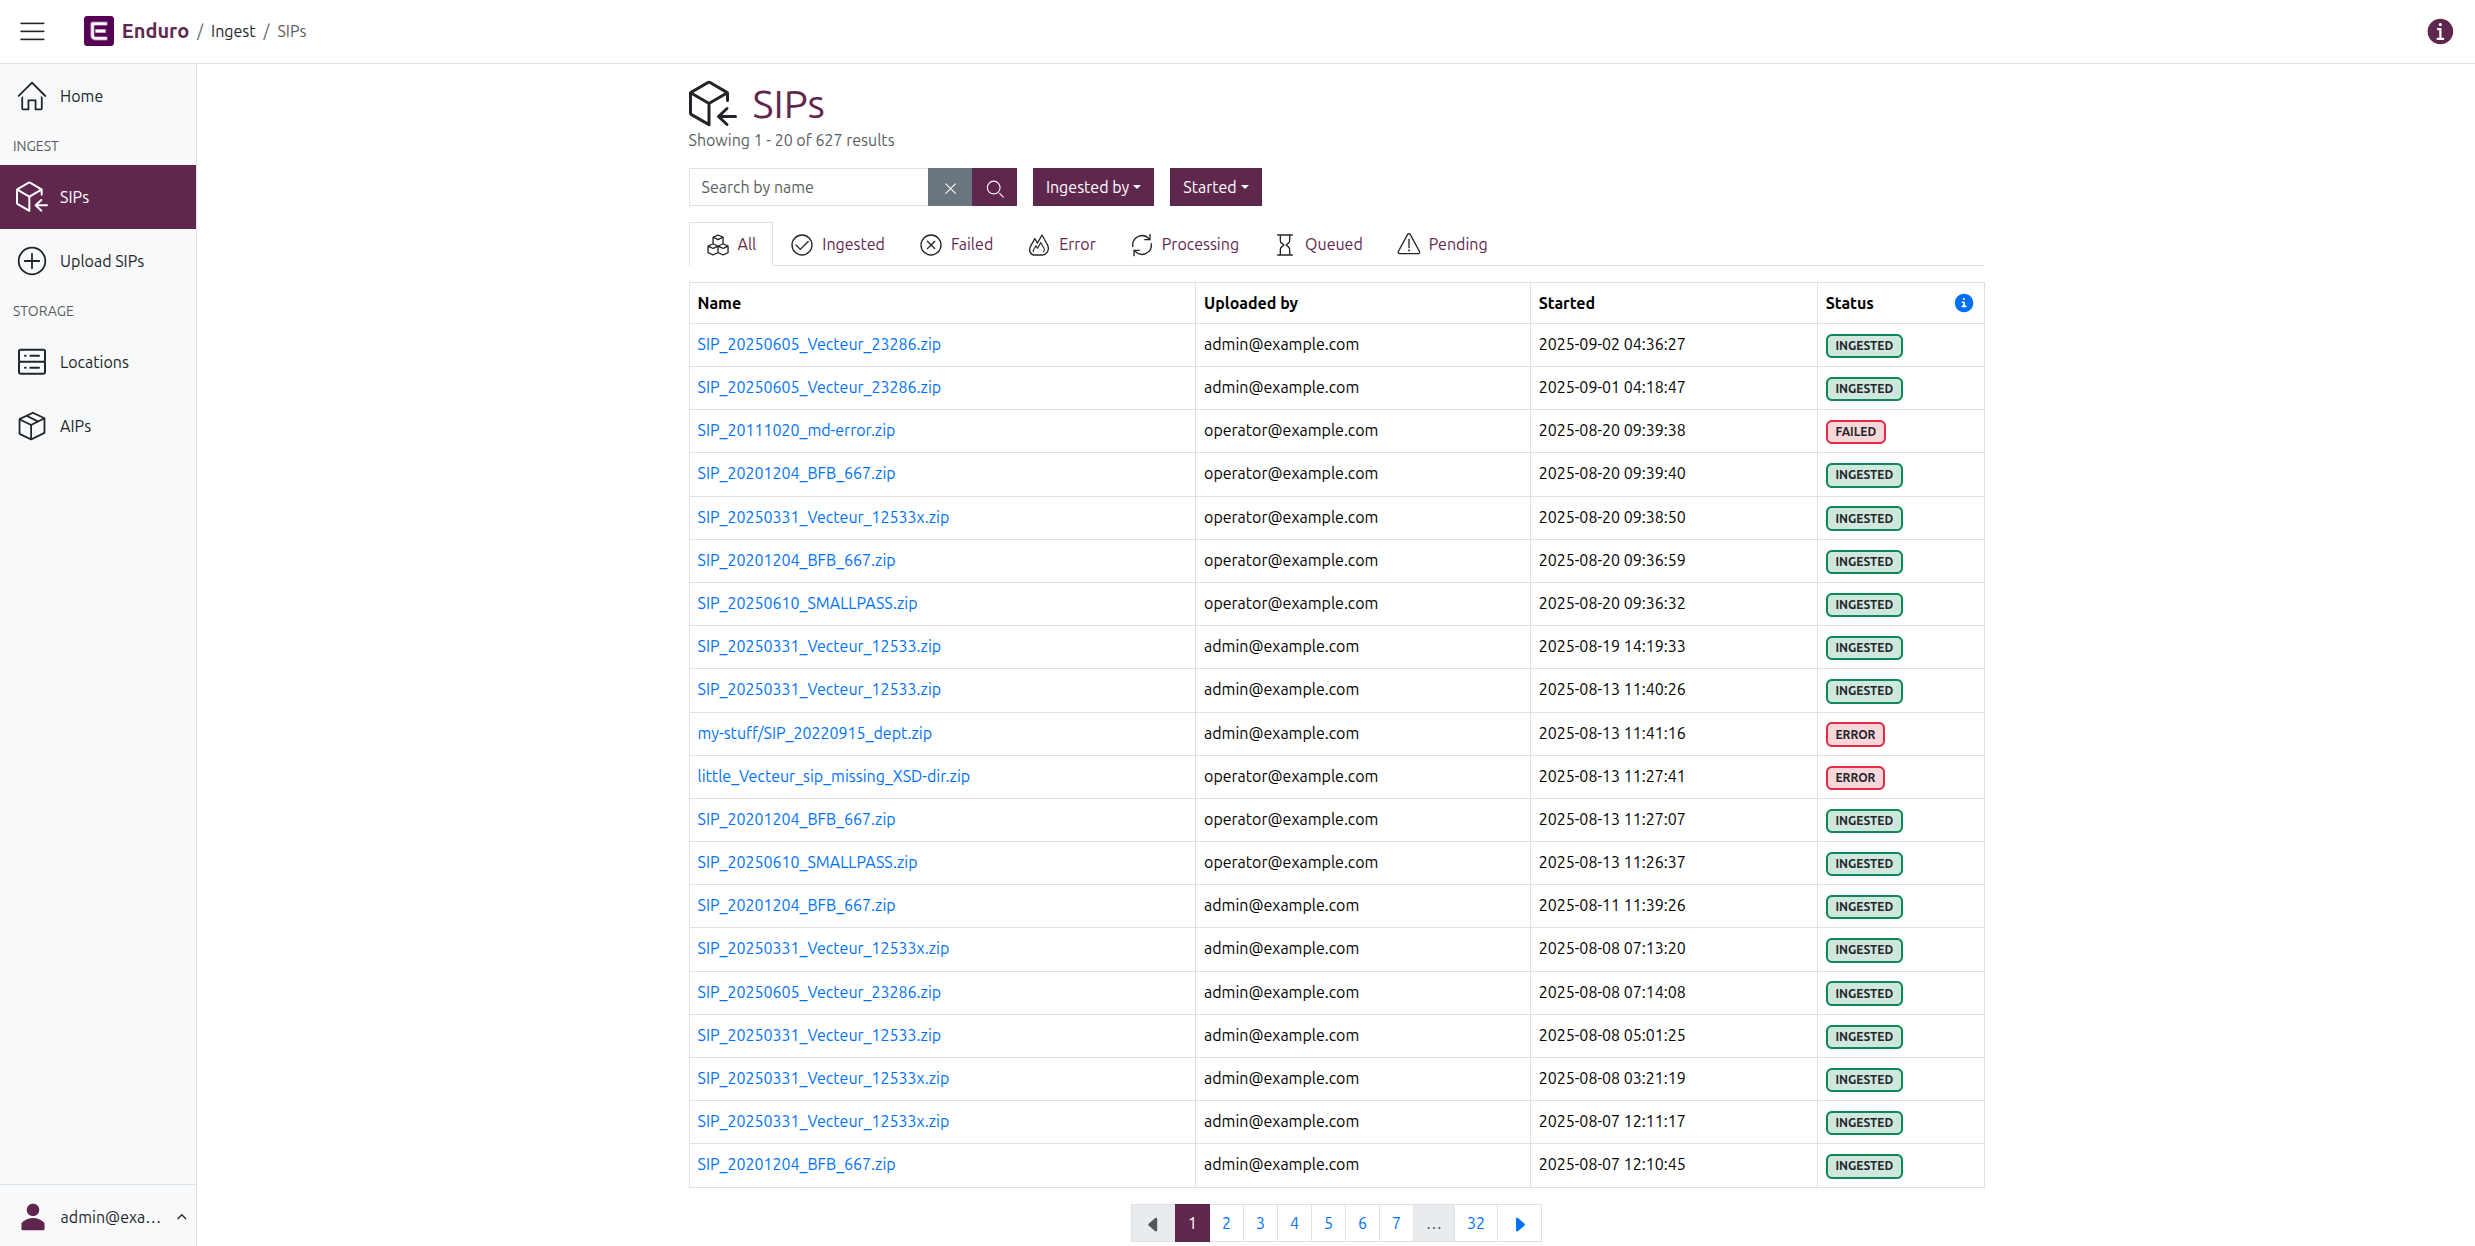 Enduro / Ingest / SIPs
Home
INGEST
SIPs
Upload SIPs
STORAGE
Locations
AIPs
admin@exa...
SIPs
Showing 1 - 20 of 627 results
Search by name Ingested by Started
All Ingested Failed Error Processing Queued Pending
Name Uploaded by Started Status
SIP_20250605_Vecteur_23286.zip admin@example.com 2025-09-02 04:36:27 INGESTED
SIP_20250605_Vecteur_23286.zip admin@example.com 2025-09-01 04:18:47 INGESTED
SIP_20111020_md-error.zip operator@example.com 2025-08-20 09:39:38 FAILED
SIP_20201204_BFB_667.zip operator@example.com 2025-08-20 09:39:40 INGESTED
SIP_20250331_Vecteur_12533x.zip operator@example.com 2025-08-20 09:38:50 INGESTED
SIP_20201204_BFB_667.zip operator@example.com 2025-08-20 09:36:59 INGESTED
SIP_20250610_SMALLPASS.zip operator@example.com 2025-08-20 09:36:32 INGESTED
SIP_20250331_Vecteur_12533.zip admin@example.com 2025-08-19 14:19:33 INGESTED
SIP_20250331_Vecteur_12533.zip admin@example.com 2025-08-13 11:40:26 INGESTED
my-stuff/SIP_20220915_dept.zip admin@example.com 2025-08-13 11:41:16 ERROR
little_Vecteur_sip_missing_XSD-dir.zip operator@example.com 2025-08-13 11:27:41 ERROR
SIP_20201204_BFB_667.zip operator@example.com 2025-08-13 11:27:07 INGESTED
SIP_20250610_SMALLPASS.zip operator@example.com 2025-08-13 11:26:37 INGESTED
SIP_20201204_BFB_667.zip admin@example.com 2025-08-11 11:39:26 INGESTED
SIP_20250331_Vecteur_12533x.zip admin@example.com 2025-08-08 07:13:20 INGESTED
SIP_20250605_Vecteur_23286.zip admin@example.com 2025-08-08 07:14:08 INGESTED
SIP_20250331_Vecteur_12533.zip admin@example.com 2025-08-08 05:01:25 INGESTED
SIP_20250331_Vecteur_12533x.zip admin@example.com 2025-08-08 03:21:19 INGESTED
SIP_20250331_Vecteur_12533x.zip admin@example.com 2025-08-07 12:11:17 INGESTED
SIP_20201204_BFB_667.zip admin@example.com 2025-08-07 12:10:45 INGESTED
1 2 3 4 5 6 7 ... 32